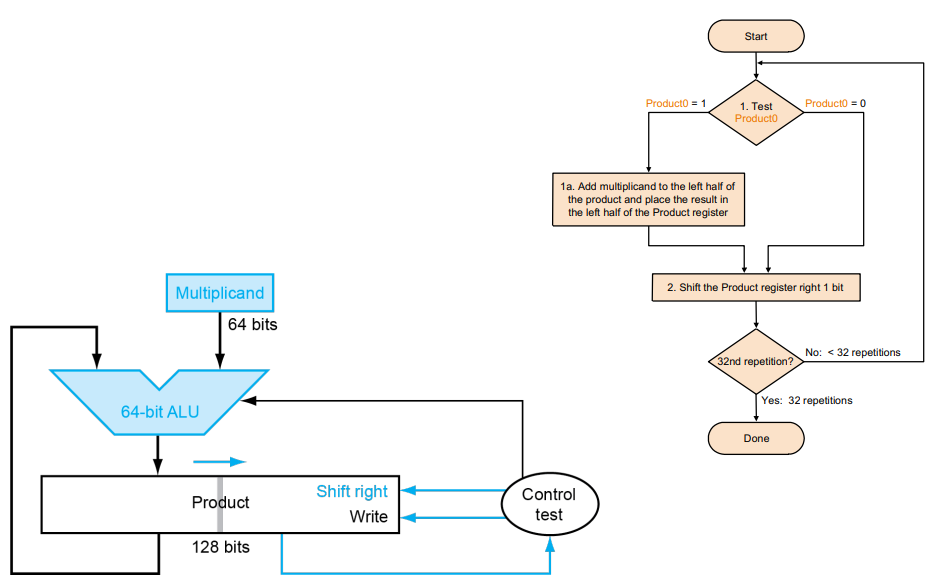 Start
Product0 = 1
1. Test
Product0
Product0 = 0
1a. Add multiplicand to the left half of
the product and place the result in
the left half of the Product register
2. Shift the Product register right 1 bit
32nd repetition?
No: < 32 repetitions
Yes: 32 repetitions
Done
Multiplicand
64 bits
64-bit ALU
Product
Shift right
Write
128 bits
Control
test